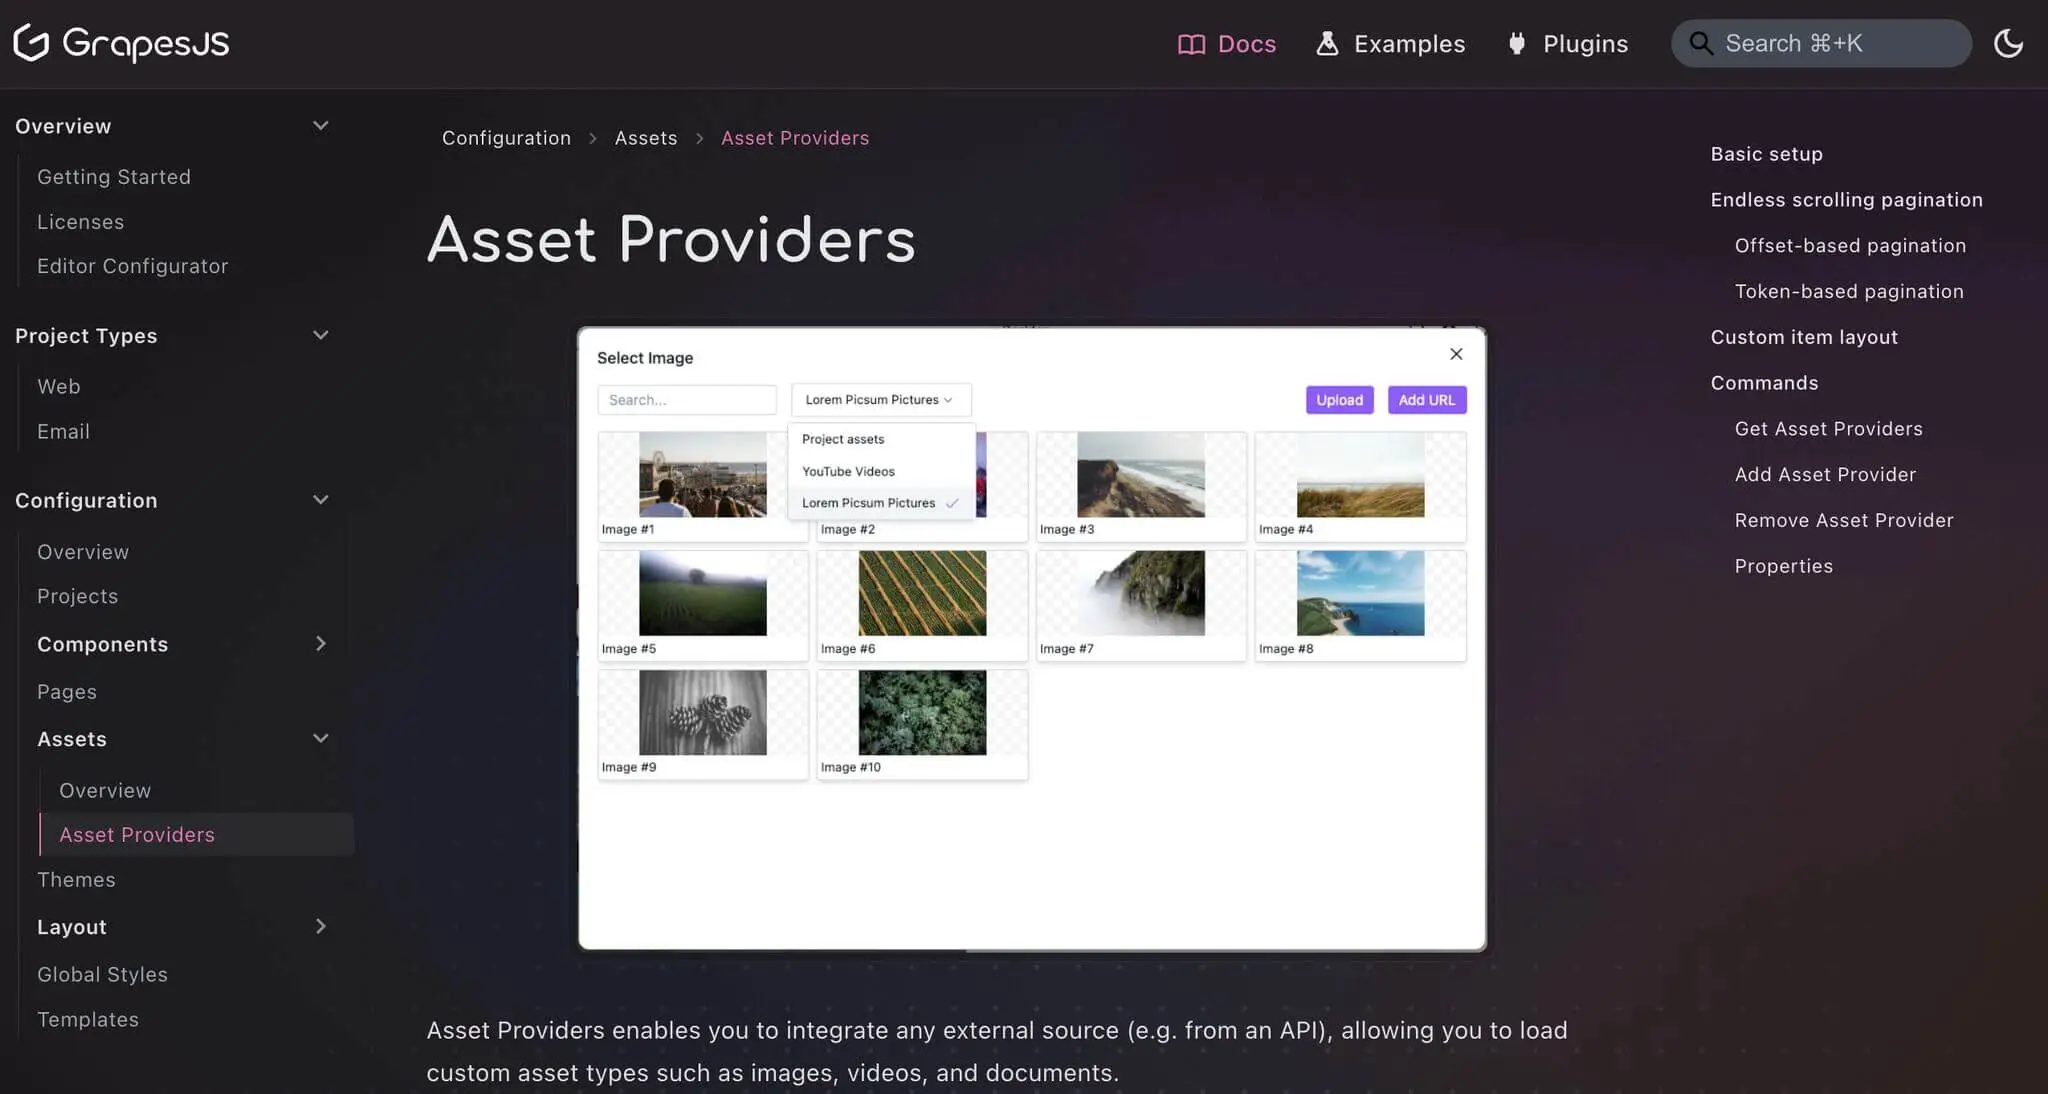 GrapesJS
Docs
Examples
Plugins
Search ⌘+K
Overview
Getting Started
Licenses
Editor Configurator
Project Types
Web
Email
Configuration
Overview
Projects
Components
Pages
Assets
Overview
Asset Providers
Themes
Layout
Global Styles
Templates
Configuration > Assets > Asset Providers
Asset Providers
Select Image
Search...
Lorem Picsum Pictures
Upload
Add URL
Project assets
YouTube Videos
Lorem Picsum Pictures
Image #1
Image #2
Image #3
Image #4
Image #5
Image #6
Image #7
Image #8
Image #9
Image #10
Asset Providers enables you to integrate any external source (e.g. from an API), allowing you to load
custom asset types such as images, videos, and documents.
Basic setup
Endless scrolling pagination
Offset-based pagination
Token-based pagination
Custom item layout
Commands
Get Asset Providers
Add Asset Provider
Remove Asset Provider
Properties